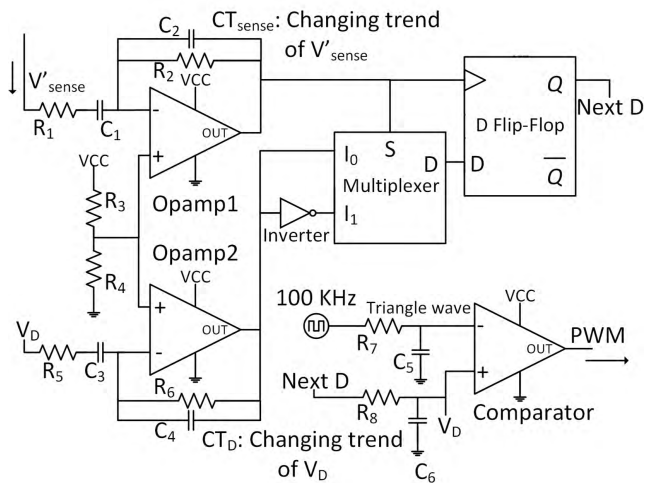 C2
CTsense: Changing trend
of V'sense
V'sense
R2
VCC
R1
C1
-
+
OUT
Q
Next D
D Flip-Flop
D
Q
S
I0
D
Multiplexer
I1
VCC
R3
R4
Opamp1
Inverter
Opamp2
VCC
+
-
OUT
VD
R5
C3
R6
C4
CTD: Changing trend
of VD
100 KHz
Triangle wave
VCC
R7
C5
-
+
OUT
PWM
Next D
R8
VD
Comparator
C6